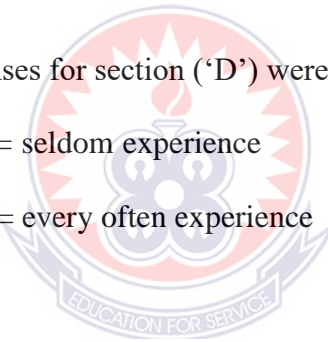 ses for section (‘D’) were
= seldom experience
= every often experience
EDUCATION FOR SERVICE